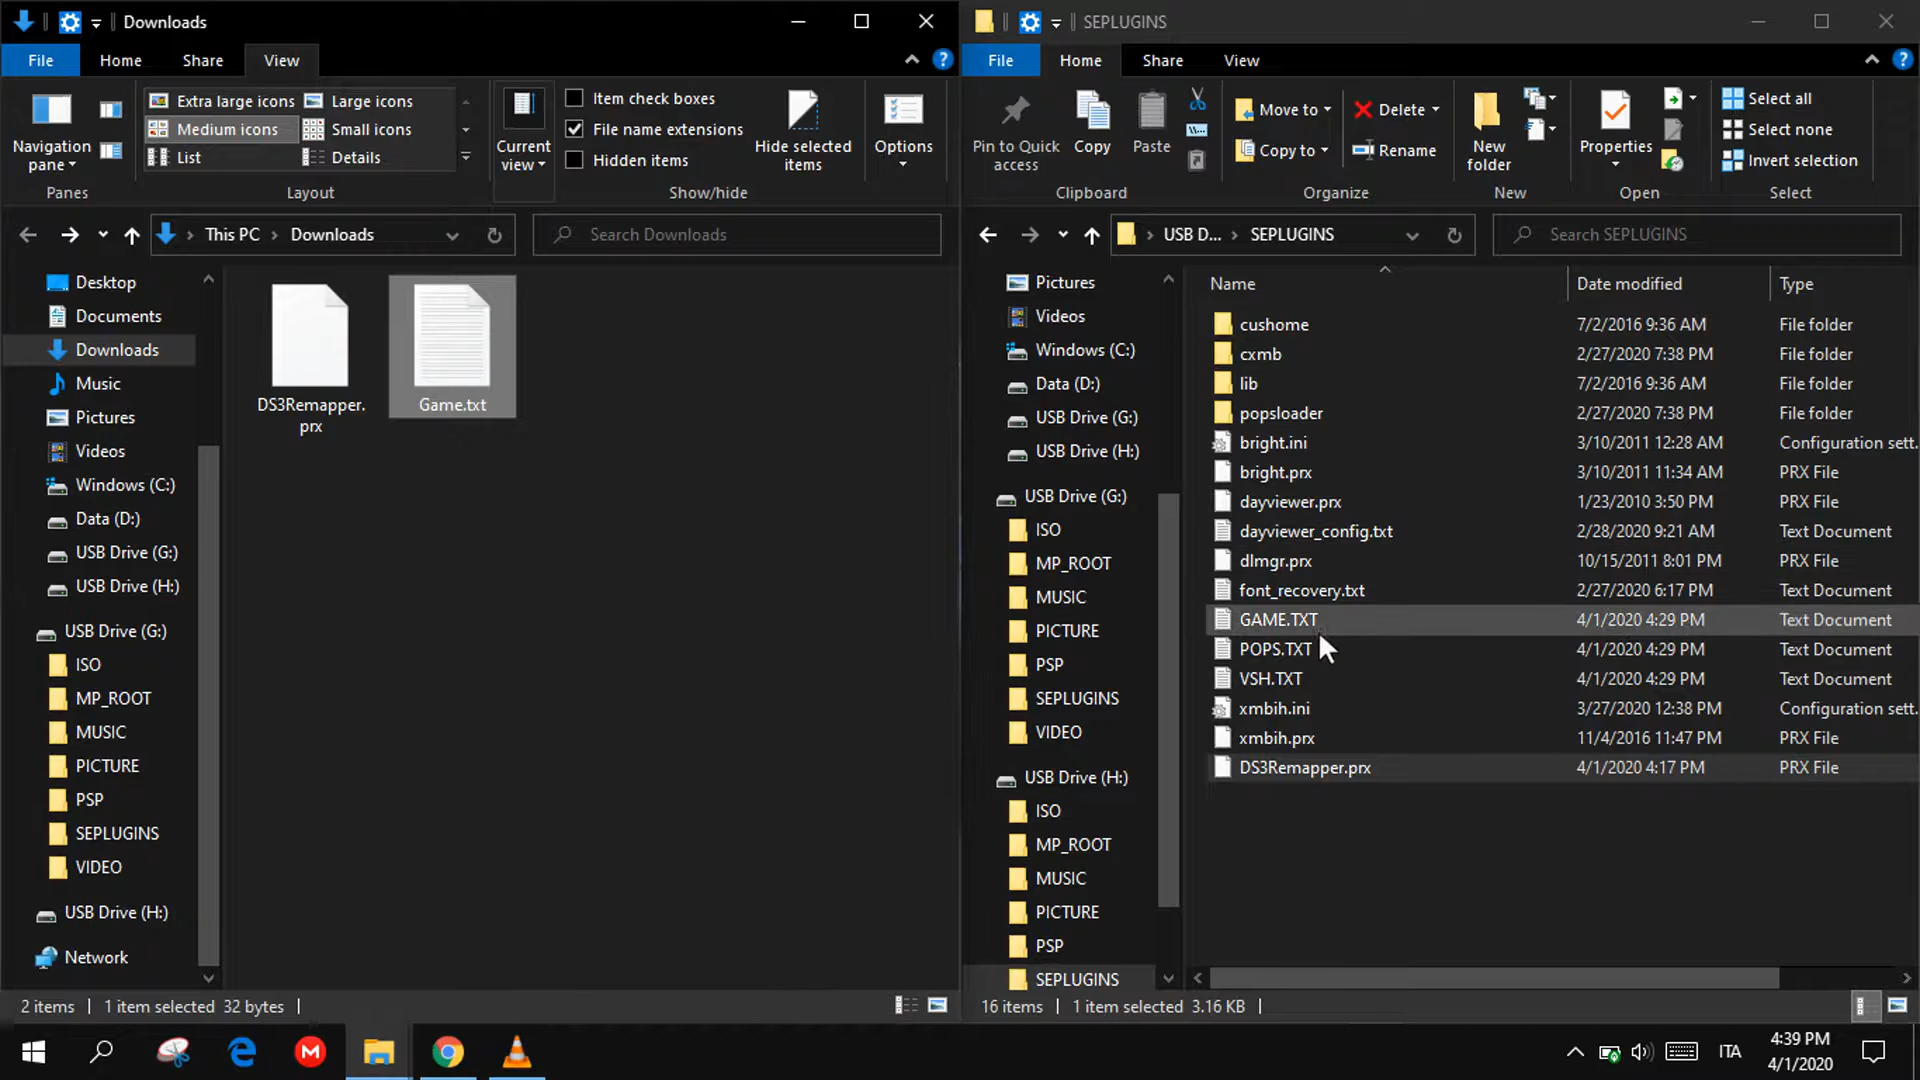 Downloads
File
Home
Share
View
Extra large icons
Large icons
Medium icons
Small icons
List
Details
Navigation
pane
Panes
Layout
Current
view
Item check boxes
File name extensions
Hidden items
Hide selected
items
Show/hide
Options
This PC
Downloads
Search Downloads
Desktop
Documents
Downloads
Music
Pictures
Videos
Windows (C:)
Data (D:)
USB Drive (G:)
USB Drive (H:)
USB Drive (G:)
ISO
MP_ROOT
MUSIC
PICTURE
PSP
SEPLUGINS
VIDEO
USB Drive (H:)
Network
DS3Remapper.
prx
Game.txt
2 items
1 item selected 32 bytes
SEPLUGINS
File
Home
Share
View
Pin to Quick
access
Copy
Paste
Clipboard
Move to
Copy to
Delete
Rename
Organize
New
folder
New
Properties
Open
Select all
Select none
Invert selection
Select
USB D...
SEPLUGINS
Search SEPLUGINS
Pictures
Videos
Windows (C:)
Data (D:)
USB Drive (G:)
USB Drive (H:)
USB Drive (G:)
ISO
MP_ROOT
MUSIC
PICTURE
PSP
SEPLUGINS
VIDEO
USB Drive (H:)
ISO
MP_ROOT
MUSIC
PICTURE
PSP
SEPLUGINS
Name Date modified Type
cushome 7/2/2016 9:36 AM File folder
cxmb 2/27/2020 7:38 PM File folder
lib 7/2/2016 9:36 AM File folder
popsloader 2/27/2020 7:38 PM File folder
bright.ini 3/10/2011 12:28 AM Configuration sett.
bright.prx 3/10/2011 11:34 AM PRX File
dayviewer.prx 1/23/2010 3:50 PM PRX File
dayviewer_config.txt 2/28/2020 9:21 AM Text Document
dlmgr.prx 10/15/2011 8:01 PM PRX File
font_recovery.txt 2/27/2020 6:17 PM Text Document
GAME.TXT 4/1/2020 4:29 PM Text Document
POPS.TXT 4/1/2020 4:29 PM Text Document
VSH.TXT 4/1/2020 4:29 PM Text Document
xmbih.ini 3/27/2020 12:38 PM Configuration sett.
xmbih.prx 11/4/2016 11:47 PM PRX File
DS3Remapper.prx 4/1/2020 4:17 PM PRX File
16 items
1 item selected 3.16 KB
ITA
4:39 PM
4/1/2020